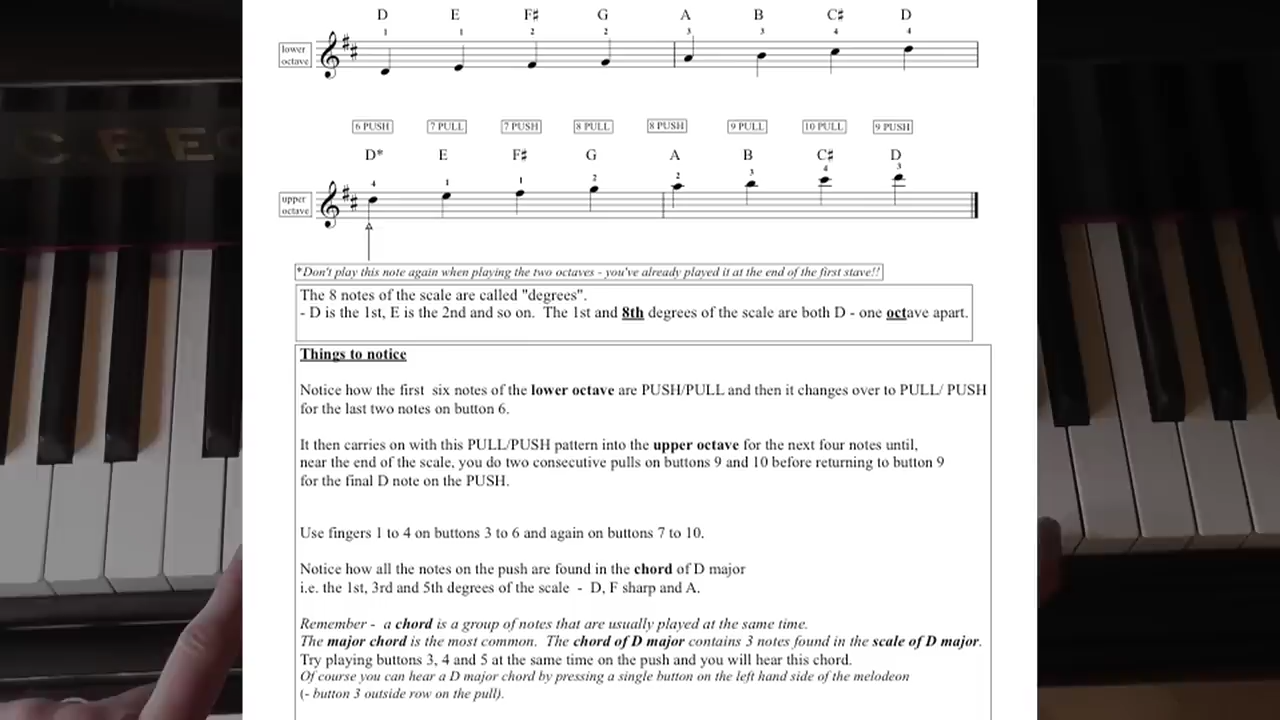 D E F♯ G A B C♯ D
1 1 2 2 3 3 4 4
lower
octave
6 PUSH 7 PULL 7 PUSH 8 PULL 8 PUSH 9 PULL 10 PULL 9 PUSH
D* E F♯ G A B C♯ D
4 1 1 2 2 3 4 3
upper
octave
*Don't play this note again when playing the two octaves - you've already played it at the end of the first stave!!
The 8 notes of the scale are called "degrees".
- D is the 1st, E is the 2nd and so on. The 1st and 8th degrees of the scale are both D - one octave apart.
Things to notice
Notice how the first six notes of the lower octave are PUSH/PULL and then it changes over to PULL/ PUSH
for the last two notes on button 6.
It then carries on with this PULL/PUSH pattern into the upper octave for the next four notes until,
near the end of the scale, you do two consecutive pulls on buttons 9 and 10 before returning to button 9
for the final D note on the PUSH.
Use fingers 1 to 4 on buttons 3 to 6 and again on buttons 7 to 10.
Notice how all the notes on the push are found in the chord of D major
i.e. the 1st, 3rd and 5th degrees of the scale - D, F sharp and A.
Remember - a chord is a group of notes that are usually played at the same time.
The major chord is the most common. The chord of D major contains 3 notes found in the scale of D major.
Try playing buttons 3, 4 and 5 at the same time on the push and you will hear this chord.
Of course you can hear a D major chord by pressing a single button on the left hand side of the melodeon
(- button 3 outside row on the pull).